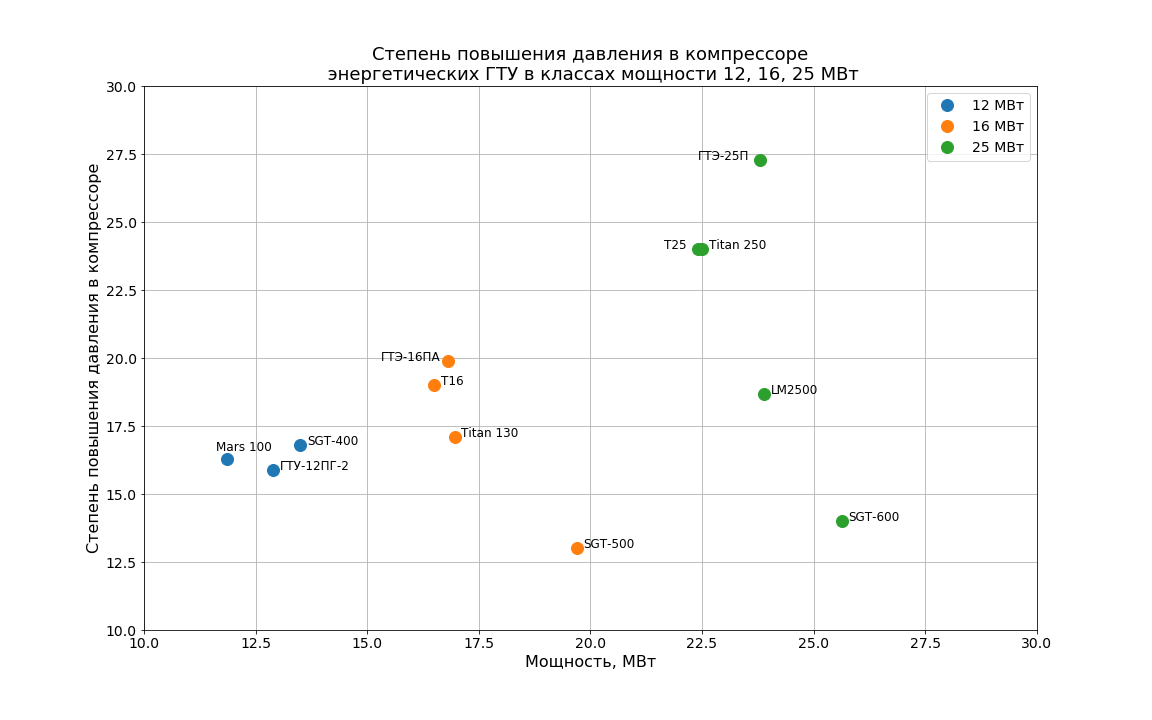 Степень повышения давления в компрессоре
энергетических ГТУ в классах мощности 12, 16, 25 МВт
30.0
27.5
25.0
22.5
20.0
17.5
15.0
12.5
10.0
Степень повышения давления в компрессоре
12 МВт
16 МВт
25 МВт
ГТЭ-25П
T25
Titan 250
ГТЭ-16ПА
T16
LM2500
Titan 130
Mars 100
SGT-400
ГТУ-12ПГ-2
SGT-600
SGT-500
10.0 12.5 15.0 17.5 20.0 22.5 25.0 27.5 30.0
Мощность, МВт